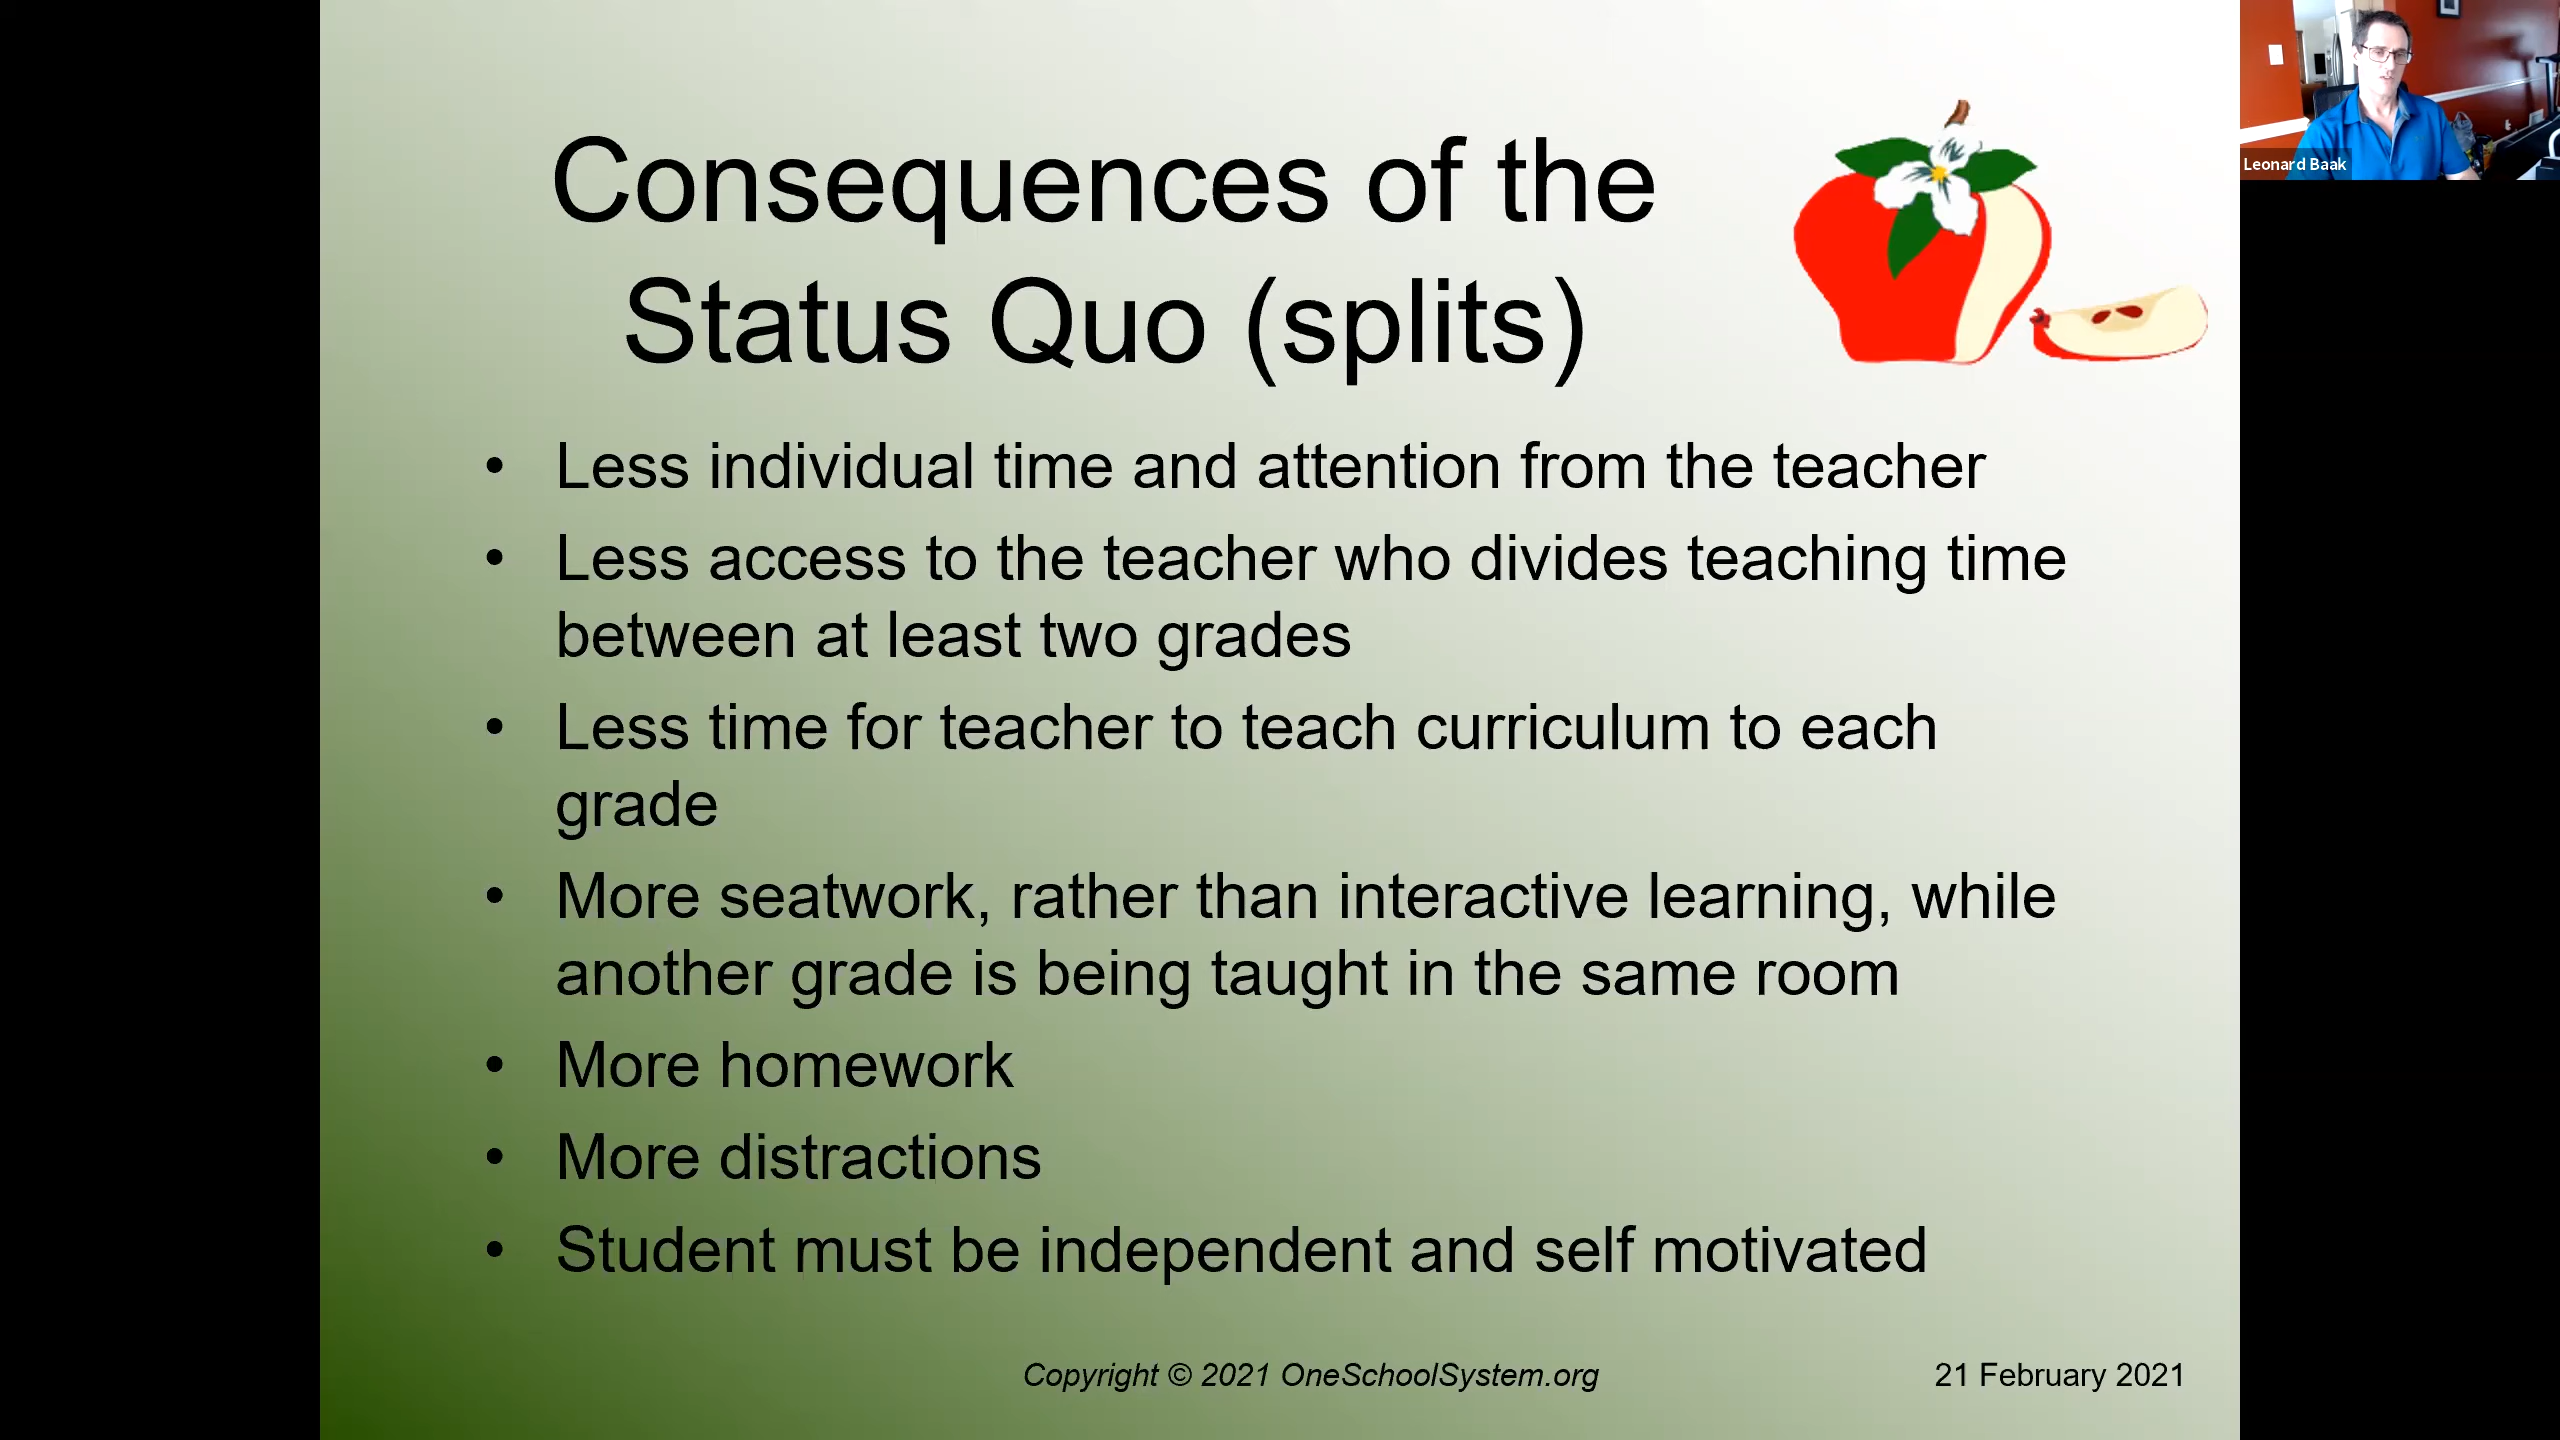 Consequences of the
Status Quo (splits)
Leonard Baak
• Less individual time and attention from the teacher
• Less access to the teacher who divides teaching time
between at least two grades
• Less time for teacher to teach curriculum to each
grade
• More seatwork, rather than interactive learning, while
another grade is being taught in the same room
• More homework
• More distractions
• Student must be independent and self motivated
Copyright © 2021 OneSchoolSystem.org
21 February 2021